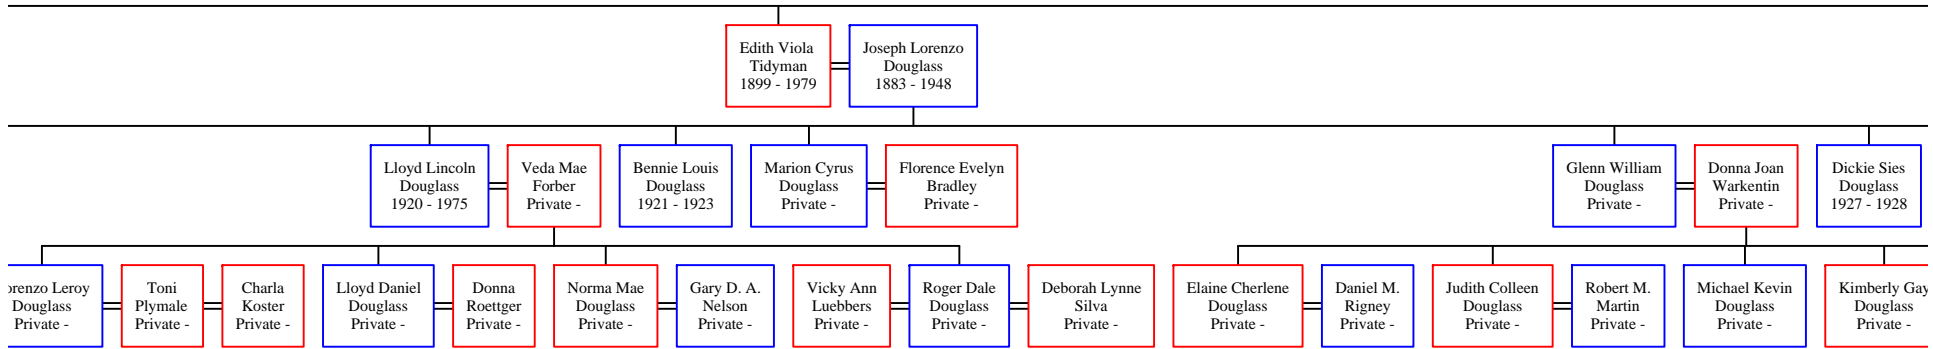 Edith Viola
Tidyman
1899 - 1979
Joseph Lorenzo
Douglass
1883 - 1948
Lloyd Lincoln
Douglass
1920 - 1975
Veda Mae
Forber
Private -
Bennie Louis
Douglass
1921 - 1923
Marion Cyrus
Douglass
Private -
Florence Evelyn
Bradley
Private -
Glenn William
Douglass
Private -
Donna Joan
Warkentin
Private -
Dickie Sies
Douglass
1927 - 1928
orenzo Leroy
Douglass
Private -
Toni
Plymale
Private -
Charla
Koster
Private -
Lloyd Daniel
Douglass
Private -
Donna
Roettger
Private -
Norma Mae
Douglass
Private -
Gary D. A.
Nelson
Private -
Vicky Ann
Luebbers
Private -
Roger Dale
Douglass
Private -
Deborah Lynne
Silva
Private -
Elaine Cherlene
Douglass
Private -
Daniel M.
Rigney
Private -
Judith Colleen
Douglass
Private -
Robert M.
Martin
Private -
Michael Kevin
Douglass
Private -
Kimberly Gay
Douglass
Private -